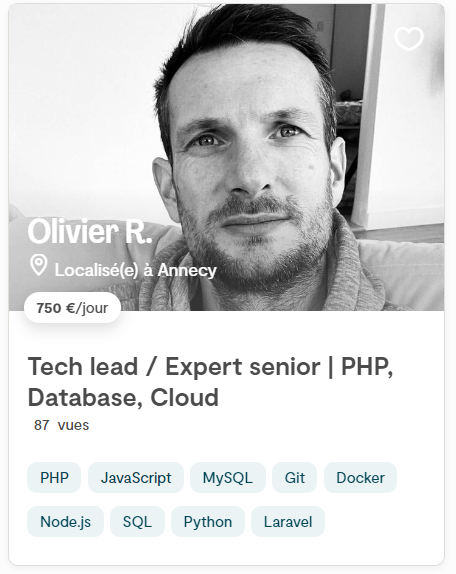 Olivier R.
Localisé(e) à Annecy
750 €/jour
Tech lead / Expert senior | PHP,
Database, Cloud
87 vues
PHP JavaScript MySQL Git Docker
Node.js SQL Python Laravel